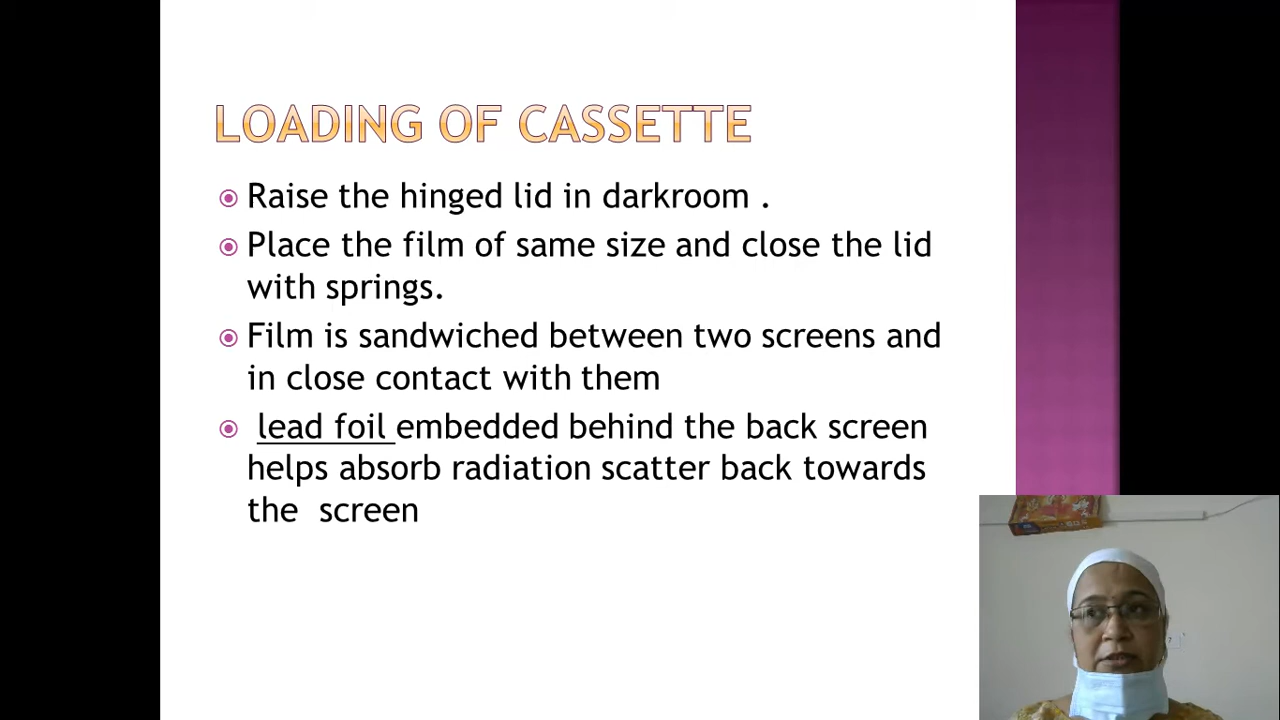 LOADING OF CASSETTE
Raise the hinged lid in darkroom .
Place the film of same size and close the lid
with springs.
Film is sandwiched between two screens and
in close contact with them
lead foil embedded behind the back screen
helps absorb radiation scatter back towards
the screen